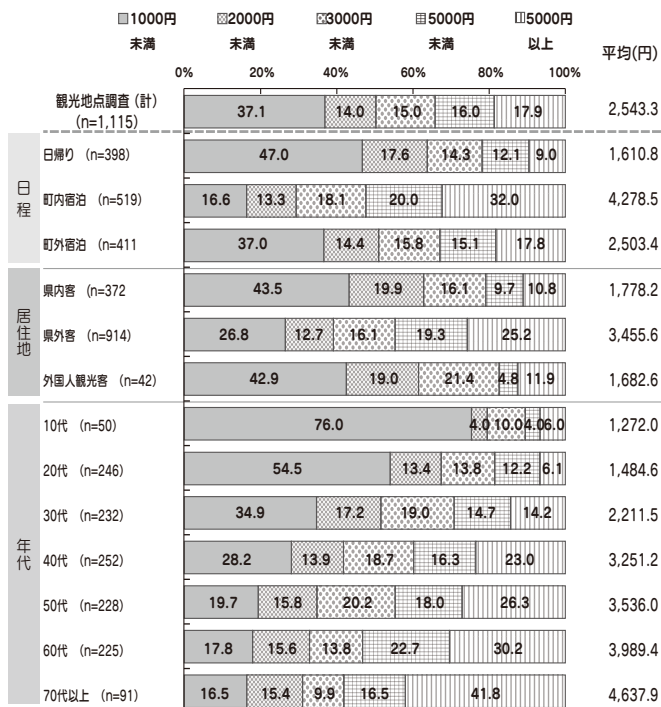 1000円 2000円 3000円 5000円 5000円
未満 未満 未満 未満 以上
平均(円)
0% 20% 40% 60% 80% 100%
観光地点調査（計）
(n=1,115)
37.1 14.0 15.0 16.0 17.9 2,543.3
日程
日帰り (n=398) 47.0 17.6 14.3 12.1 9.0 1,610.8
町内宿泊 (n=519) 16.6 13.3 18.1 20.0 32.0 4,278.5
町外宿泊 (n=411 37.0 14.4 15.8 15.1 17.8 2,503.4
居住地
県内客 (n=372 43.5 19.9 16.1 9.7 10.8 1,778.2
県外客 (n=914) 26.8 12.7 16.1 19.3 25.2 3,455.6
外国人観光客 (n=42) 42.9 19.0 21.4 4.8 11.9 1,682.6
年代
10代 (n=50) 76.0 4.0 10.0 4.0 6.0 1,272.0
20代 (n=246) 54.5 13.4 13.8 12.2 6.1 1,484.6
30代 (n=232) 34.9 17.2 19.0 14.7 14.2 2,211.5
40代 (n=252) 28.2 13.9 18.7 16.3 23.0 3,251.2
50代 (n=228) 19.7 15.8 20.2 18.0 26.3 3,536.0
60代 (n=225) 17.8 15.6 13.8 22.7 30.2 3,989.4
70代以上 (n=91) 16.5 15.4 9.9 16.5 41.8 4,637.9